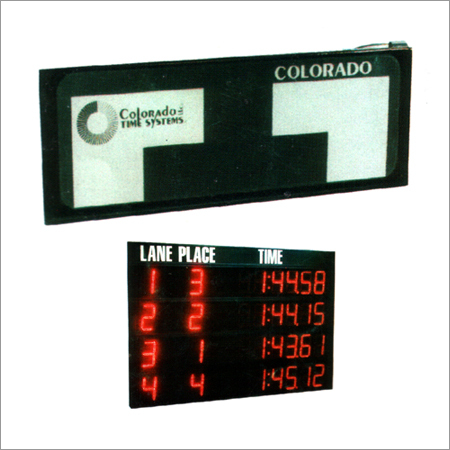 COLORADO
Colorado
TIME SYSTEMS
LANE PLACE TIME
1 3 1:44.58
2 2 1:44.15
3 1 1:43.61
4 4 1:45.12